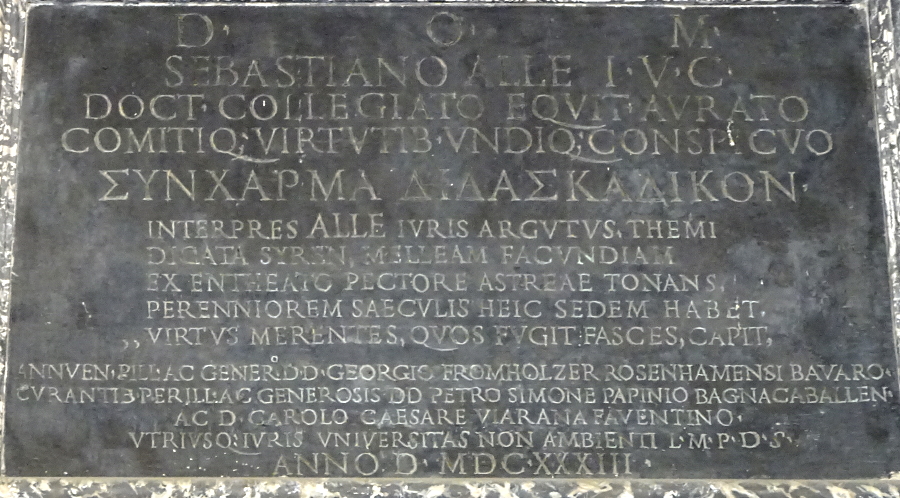 D· O· M·
SEBASTIANO ALLE I·V·C·
DOCT· COLLEGIATO EQVIT· AVRATO
COMITIQ; VIRTVTIB· VNDIQ; CONSPICVO
ΣΥΝΧΑΡΜΑ ΔΙΔΑΣΚΑΛΙΚΟΝ·
INTERPRES ALLE IVRIS ARGVTVS, THEMI
DICATA SYREN, MELLEAM FACVNDIAM
EX ENTHEATO PECTORE ASTREAE TONANS,
PERENNIOREM SAECVLIS HEIC SEDEM HABET,
,, VIRTVS MERENTES, QVOS FVGIT FASCES, CAPIT,
ANNVEN· P·ILL·AC GENER·D·D· GEORGIO FROMHOLZER ROSENHAMENSI BAVARO·
CVRANTIB· PERILL·AC GENEROSIS DD PETRO SIMONE PAPINIO BAGNACABALLEN·
AC D· CAROLO CAESARE VIARANA FAVENTINO·
VTRIVSQ; IVRIS VNIVERSITAS NON AMBIENTI L·M·P·D·S·
ANNO· D· MDC·XXXIII·